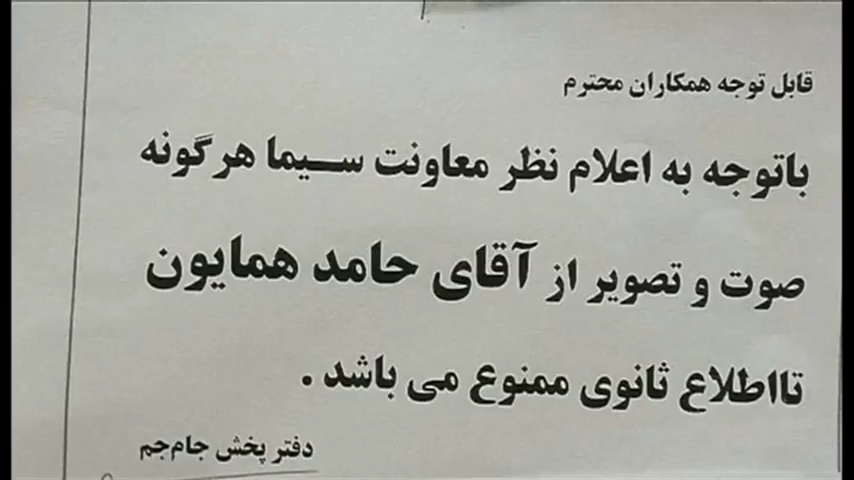 قابل توجه همکاران محترم
باتوجه به اعلام نظر معاونت سیما هرگونه
صوت و تصویر از آقای حامد همایون
تااطلاع ثانوی ممنوع می باشد .
دفتر پخش جام‌جم